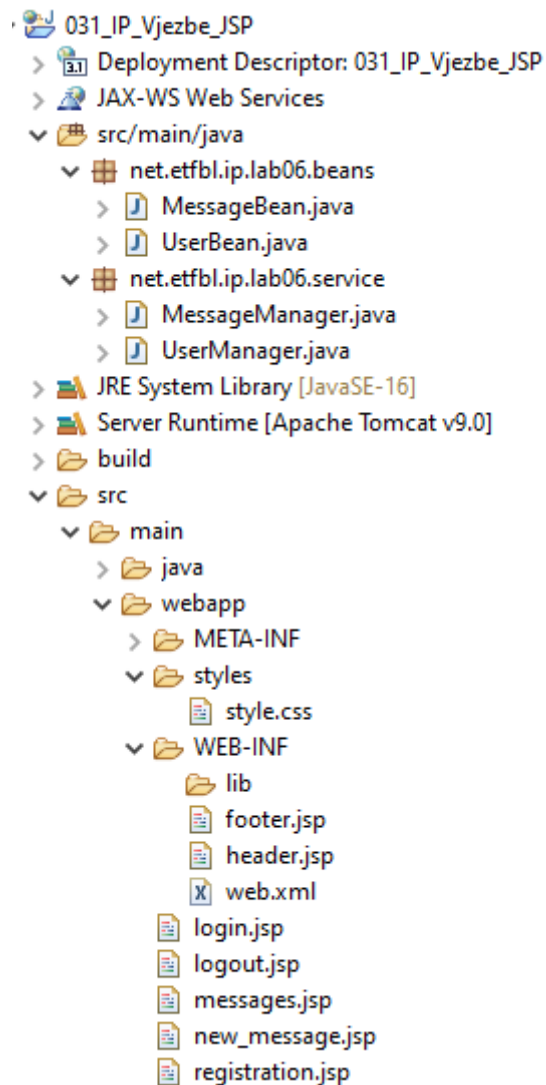 031_IP_Vjezbe_JSP
Deployment Descriptor: 031_IP_Vjezbe_JSP
JAX-WS Web Services
src/main/java
net.etfbl.ip.lab06.beans
MessageBean.java
UserBean.java
net.etfbl.ip.lab06.service
MessageManager.java
UserManager.java
JRE System Library [JavaSE-16]
Server Runtime [Apache Tomcat v9.0]
build
src
main
java
webapp
META-INF
styles
style.css
WEB-INF
lib
footer.jsp
header.jsp
web.xml
login.jsp
logout.jsp
messages.jsp
new_message.jsp
registration.jsp